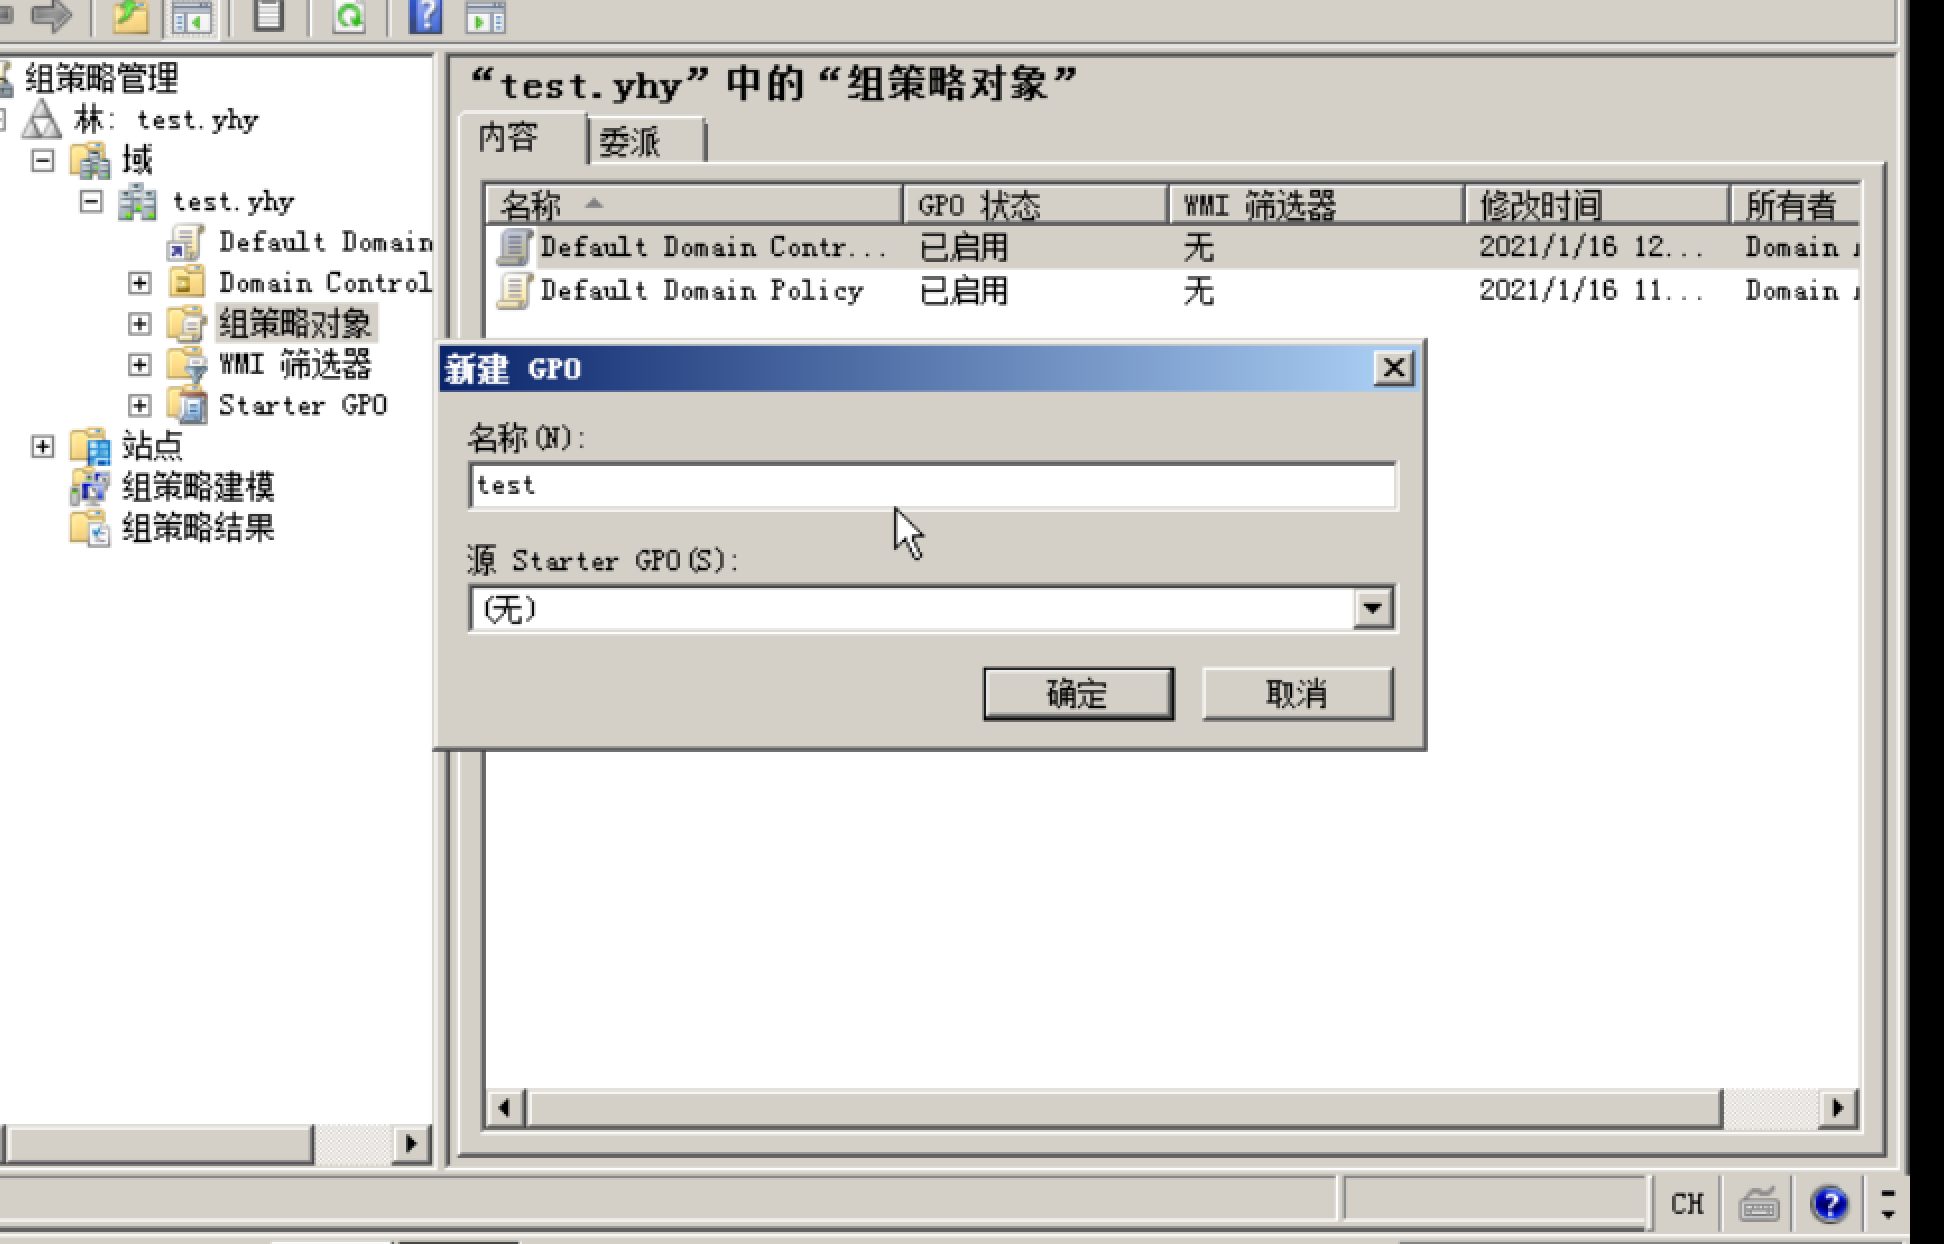 组策略管理
林: test.yhy
域
test.yhy
Default Domain
Domain Control
组策略对象
WMI 筛选器
Starter GPO
站点
组策略建模
组策略结果
“test.yhy”中的“组策略对象”
内容 委派
名称 GPO 状态 WMI 筛选器 修改时间 所有者
Default Domain Contr... 已启用 无 2021/1/16 12... Domain
Default Domain Policy 已启用 无 2021/1/16 11... Domain
新建 GPO
名称(N):
test
源 Starter GPO(S):
(无)
确定 取消
CH